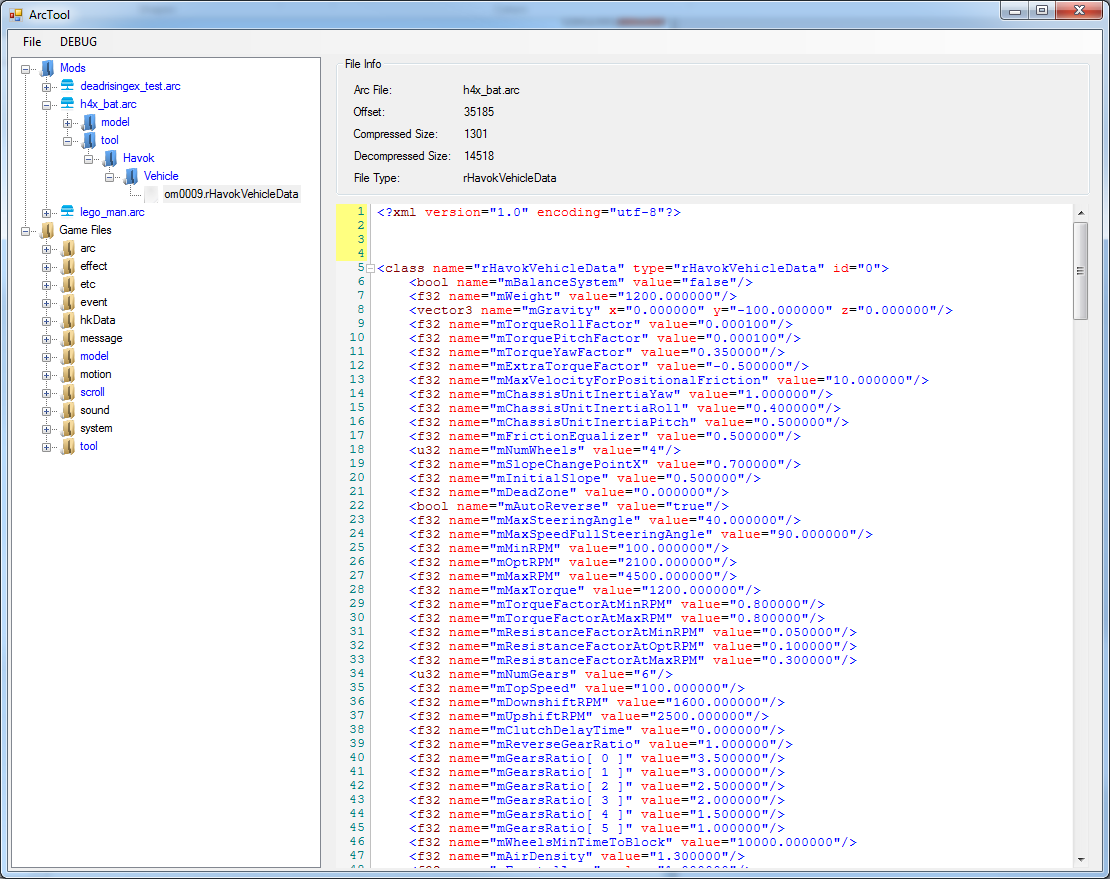 ArcTool
File DEBUG
Mods
deadrisingex_test.arc
h4x_bat.arc
model
tool
Havok
Vehicle
om0009.rHavokVehicleData
lego_man.arc
Game Files
arc
effect
etc
event
hkData
message
model
motion
scroll
sound
system
tool
File Info
Arc File: h4x_bat.arc
Offset: 35185
Compressed Size: 1301
Decompressed Size: 14518
File Type: rHavokVehicleData
1 <?xml version="1.0" encoding="utf-8"?>
2
3
4
5 <class name="rHavokVehicleData" type="rHavokVehicleData" id="0">
6 <bool name="mBalanceSystem" value="false"/>
7 <f32 name="mWeight" value="1200.000000"/>
8 <vector3 name="mGravity" x="0.000000" y="-100.000000" z="0.000000"/>
9 <f32 name="mTorqueRollFactor" value="0.000100"/>
10 <f32 name="mTorquePitchFactor" value="0.000100"/>
11 <f32 name="mTorqueYawFactor" value="0.350000"/>
12 <f32 name="mExtraTorqueFactor" value="-0.500000"/>
13 <f32 name="mMaxVelocityForPositionalFriction" value="10.000000"/>
14 <f32 name="mChassisUnitInertiaYaw" value="1.000000"/>
15 <f32 name="mChassisUnitInertiaRoll" value="0.400000"/>
16 <f32 name="mChassisUnitInertiaPitch" value="0.500000"/>
17 <f32 name="mFrictionEqualizer" value="0.500000"/>
18 <u32 name="mNumWheels" value="4"/>
19 <f32 name="mSlopeChangePointX" value="0.700000"/>
20 <f32 name="mInitialSlope" value="0.500000"/>
21 <f32 name="mDeadZone" value="0.000000"/>
22 <bool name="mAutoReverse" value="true"/>
23 <f32 name="mMaxSteeringAngle" value="40.000000"/>
24 <f32 name="mMaxSpeedFullSteeringAngle" value="90.000000"/>
25 <f32 name="mMinRPM" value="100.000000"/>
26 <f32 name="mOptRPM" value="2100.000000"/>
27 <f32 name="mMaxRPM" value="4500.000000"/>
28 <f32 name="mMaxTorque" value="1200.000000"/>
29 <f32 name="mTorqueFactorAtMinRPM" value="0.800000"/>
30 <f32 name="mTorqueFactorAtMaxRPM" value="0.800000"/>
31 <f32 name="mResistanceFactorAtMinRPM" value="0.050000"/>
32 <f32 name="mResistanceFactorAtOptRPM" value="0.100000"/>
33 <f32 name="mResistanceFactorAtMaxRPM" value="0.300000"/>
34 <u32 name="mNumGears" value="6"/>
35 <f32 name="mTopSpeed" value="100.000000"/>
36 <f32 name="mDownshiftRPM" value="1600.000000"/>
37 <f32 name="mUpshiftRPM" value="2500.000000"/>
38 <f32 name="mClutchDelayTime" value="0.000000"/>
39 <f32 name="mReverseGearRatio" value="1.000000"/>
40 <f32 name="mGearsRatio[ 0 ]" value="3.500000"/>
41 <f32 name="mGearsRatio[ 1 ]" value="3.000000"/>
42 <f32 name="mGearsRatio[ 2 ]" value="2.500000"/>
43 <f32 name="mGearsRatio[ 3 ]" value="2.000000"/>
44 <f32 name="mGearsRatio[ 4 ]" value="1.500000"/>
45 <f32 name="mGearsRatio[ 5 ]" value="1.000000"/>
46 <f32 name="mWheelsMinTimeToBlock" value="10000.000000"/>
47 <f32 name="mAirDensity" value="1.300000"/>